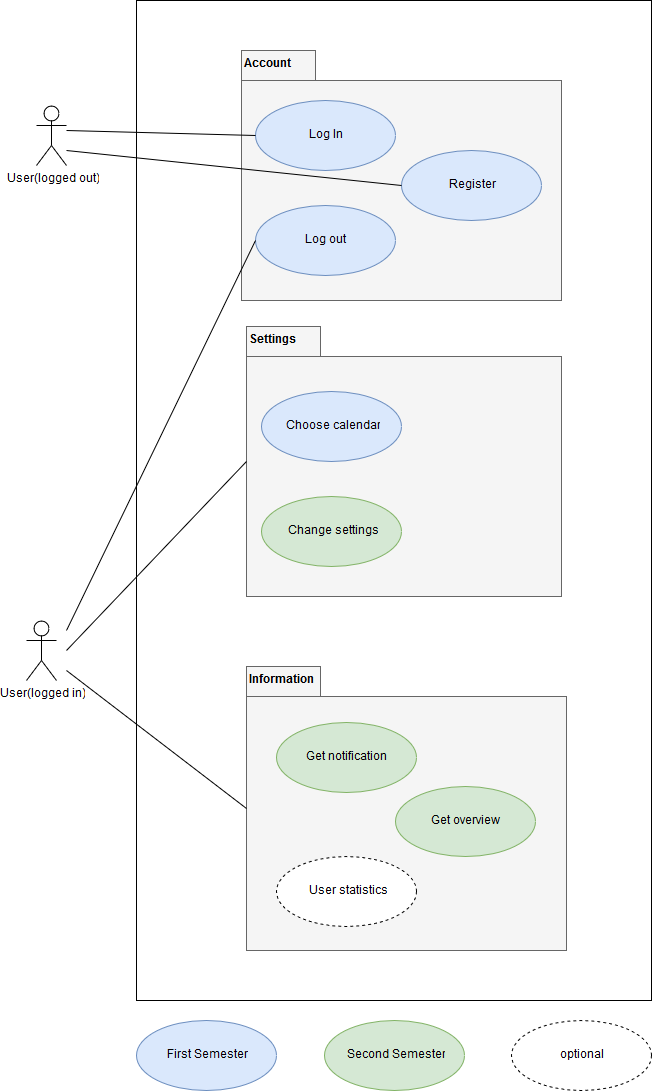 Account
Log In
User(logged out)
Register
Log out
Settings
Choose calendar
Change settings
User(logged in)
Information
Get notification
Get overview
User statistics
First Semester
Second Semester
optional